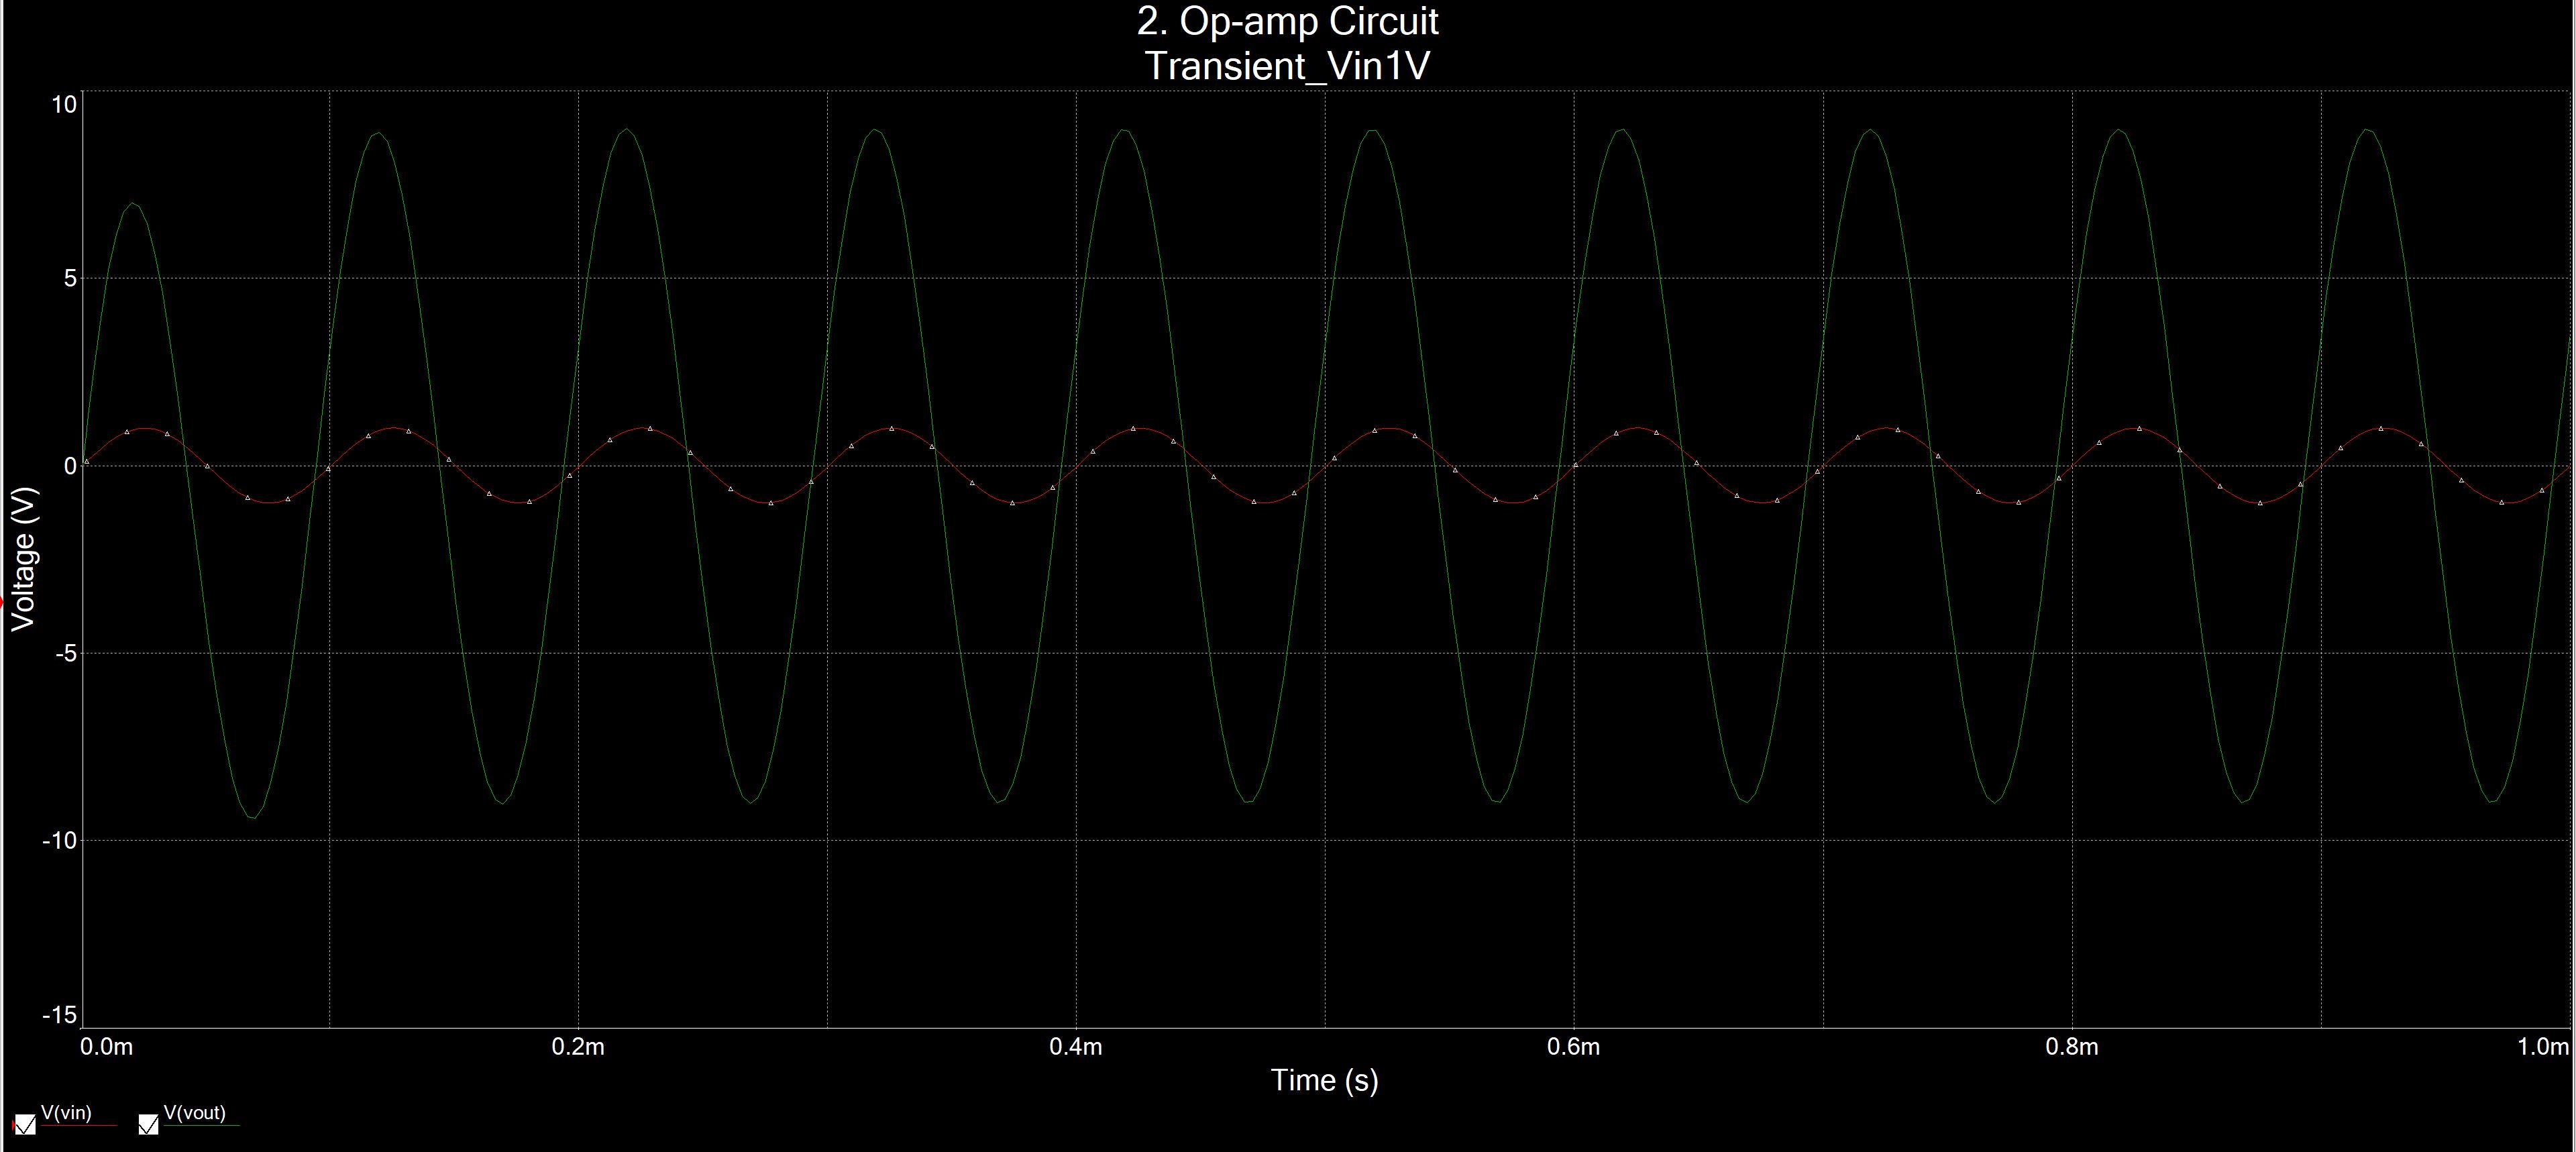 2. Op-amp Circuit
Transient_Vin1V
10
5
0
-5
-10
-15
Voltage (V)
0.0m 0.2m 0.4m 0.6m 0.8m 1.0m
Time (s)
V(vin) V(vout)